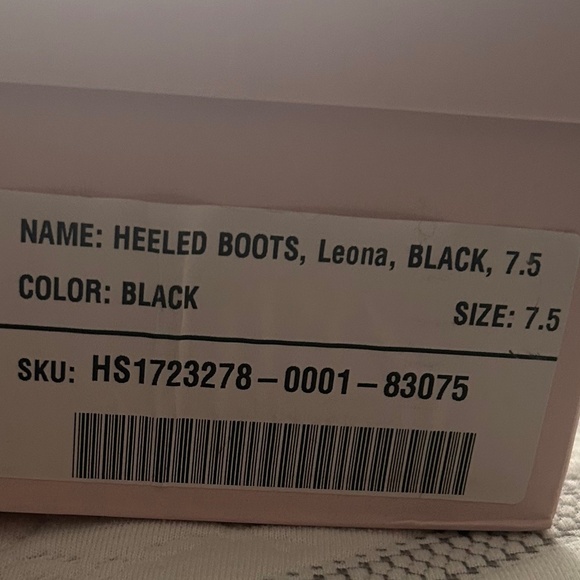 NAME: HEELED BOOTS, Leona, BLACK, 7.5
COLOR: BLACK SIZE: 7.5
SKU: HS1723278-0001-83075